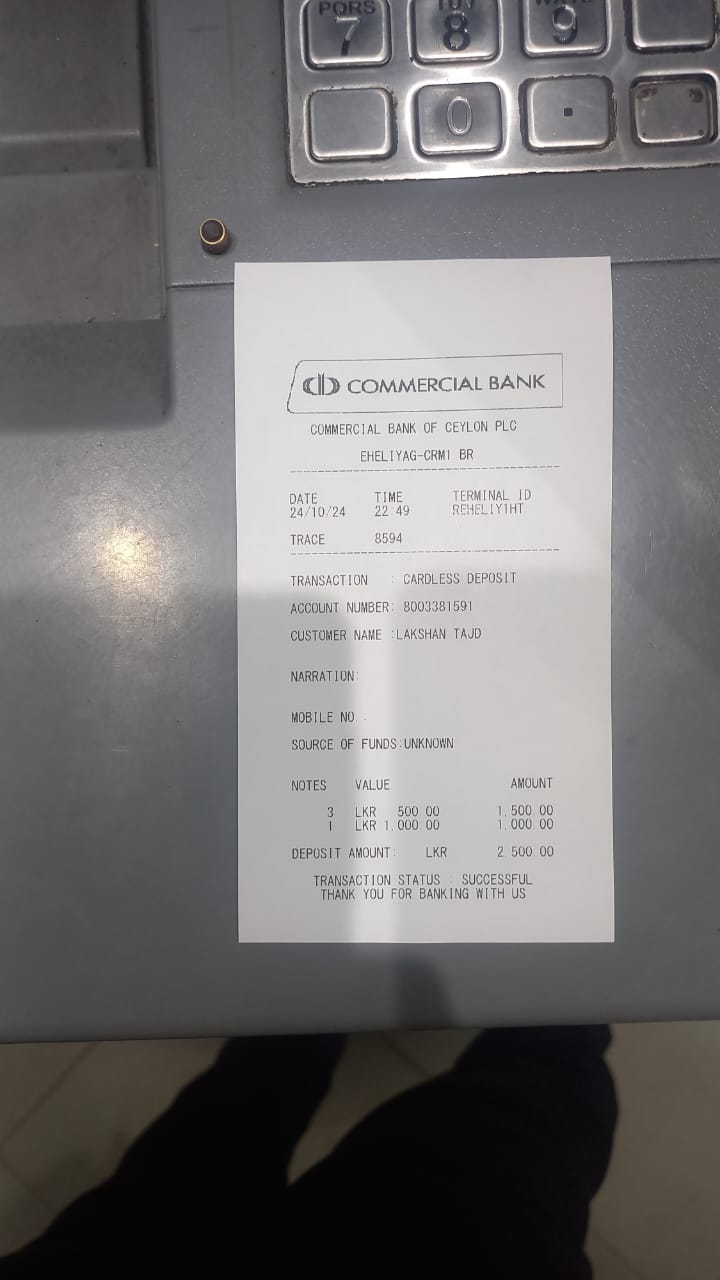 PQRS
7
8
9
0
COMMERCIAL BANK
COMMERCIAL BANK OF CEYLON PLC
EHELIYAG-CRM1 BR
DATE TIME TERMINAL ID
24/10/24 22:49 REHELIY1HT
TRACE 8594
TRANSACTION : CARDLESS DEPOSIT
ACCOUNT NUMBER: 8003381591
CUSTOMER NAME :LAKSHAN TAJD
NARRATION:
MOBILE NO.:
SOURCE OF FUNDS:UNKNOWN
NOTES VALUE AMOUNT
3 LKR 500.00 1,500.00
1 LKR 1,000.00 1,000.00
DEPOSIT AMOUNT: LKR 2,500.00
TRANSACTION STATUS : SUCCESSFUL
THANK YOU FOR BANKING WITH US